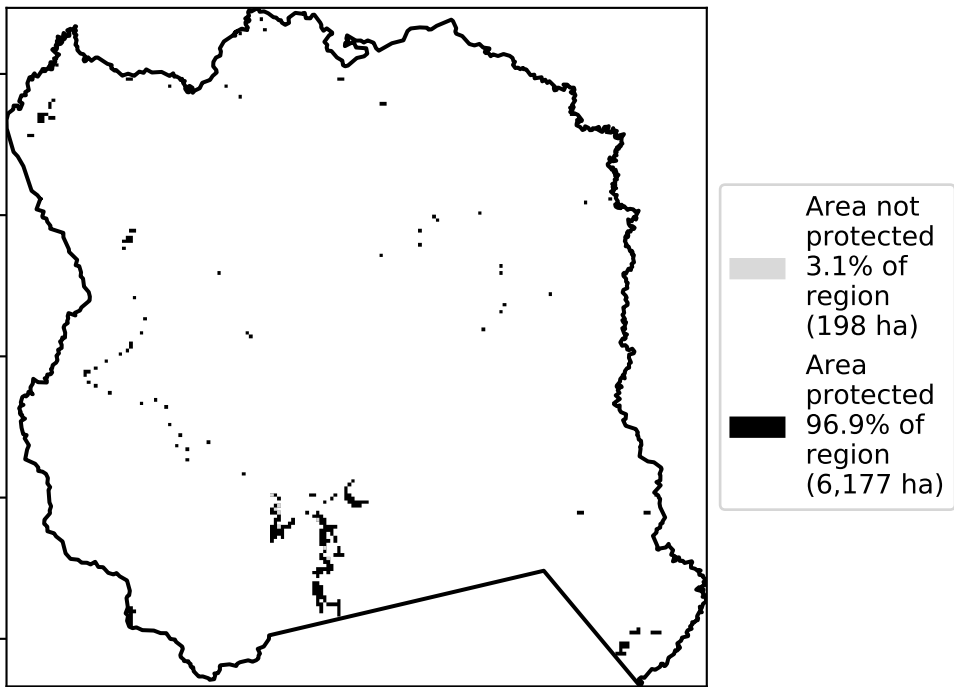 Area not
protected
3.1% of
region
(198 ha)
Area
protected
96.9% of
region
(6,177 ha)